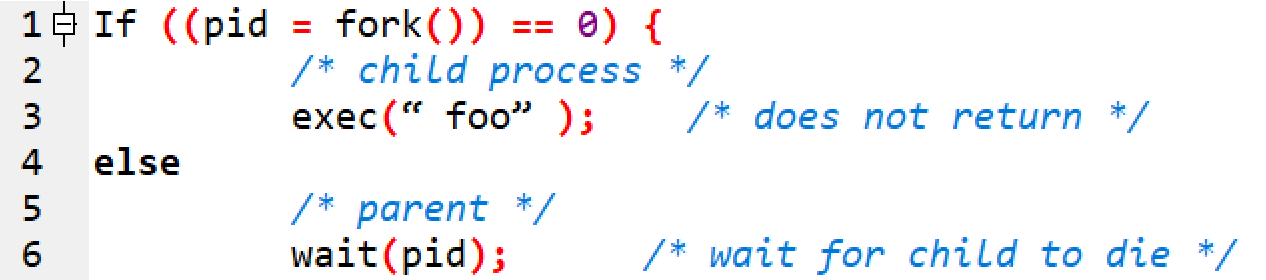 1 If ((pid = fork()) == 0) {
2 /* child process */
3 exec(“ foo” ); /* does not return */
4 else
5 /* parent */
6 wait(pid); /* wait for child to die */